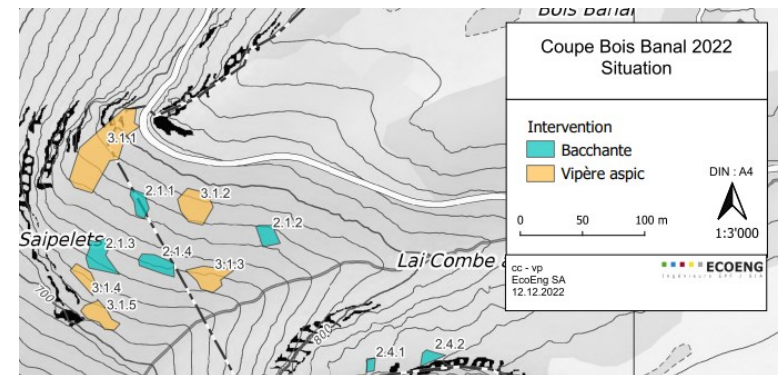 Bois Banal
Coupe Bois Banal 2022
Situation
Intervention
Bacchante
Vipère aspic
DIN : A4
0 50 100 m
1:3'000
cc - vp
EcoEng SA
12.12.2022
ECOENG
3.1.1
2.1.1
3.1.2
2.1.2
Saipelets
2.1.3
2.1.4
Lai Combe
3.1.3
3.1.4
700
3.1.5
800
2.4.1
2.4.2